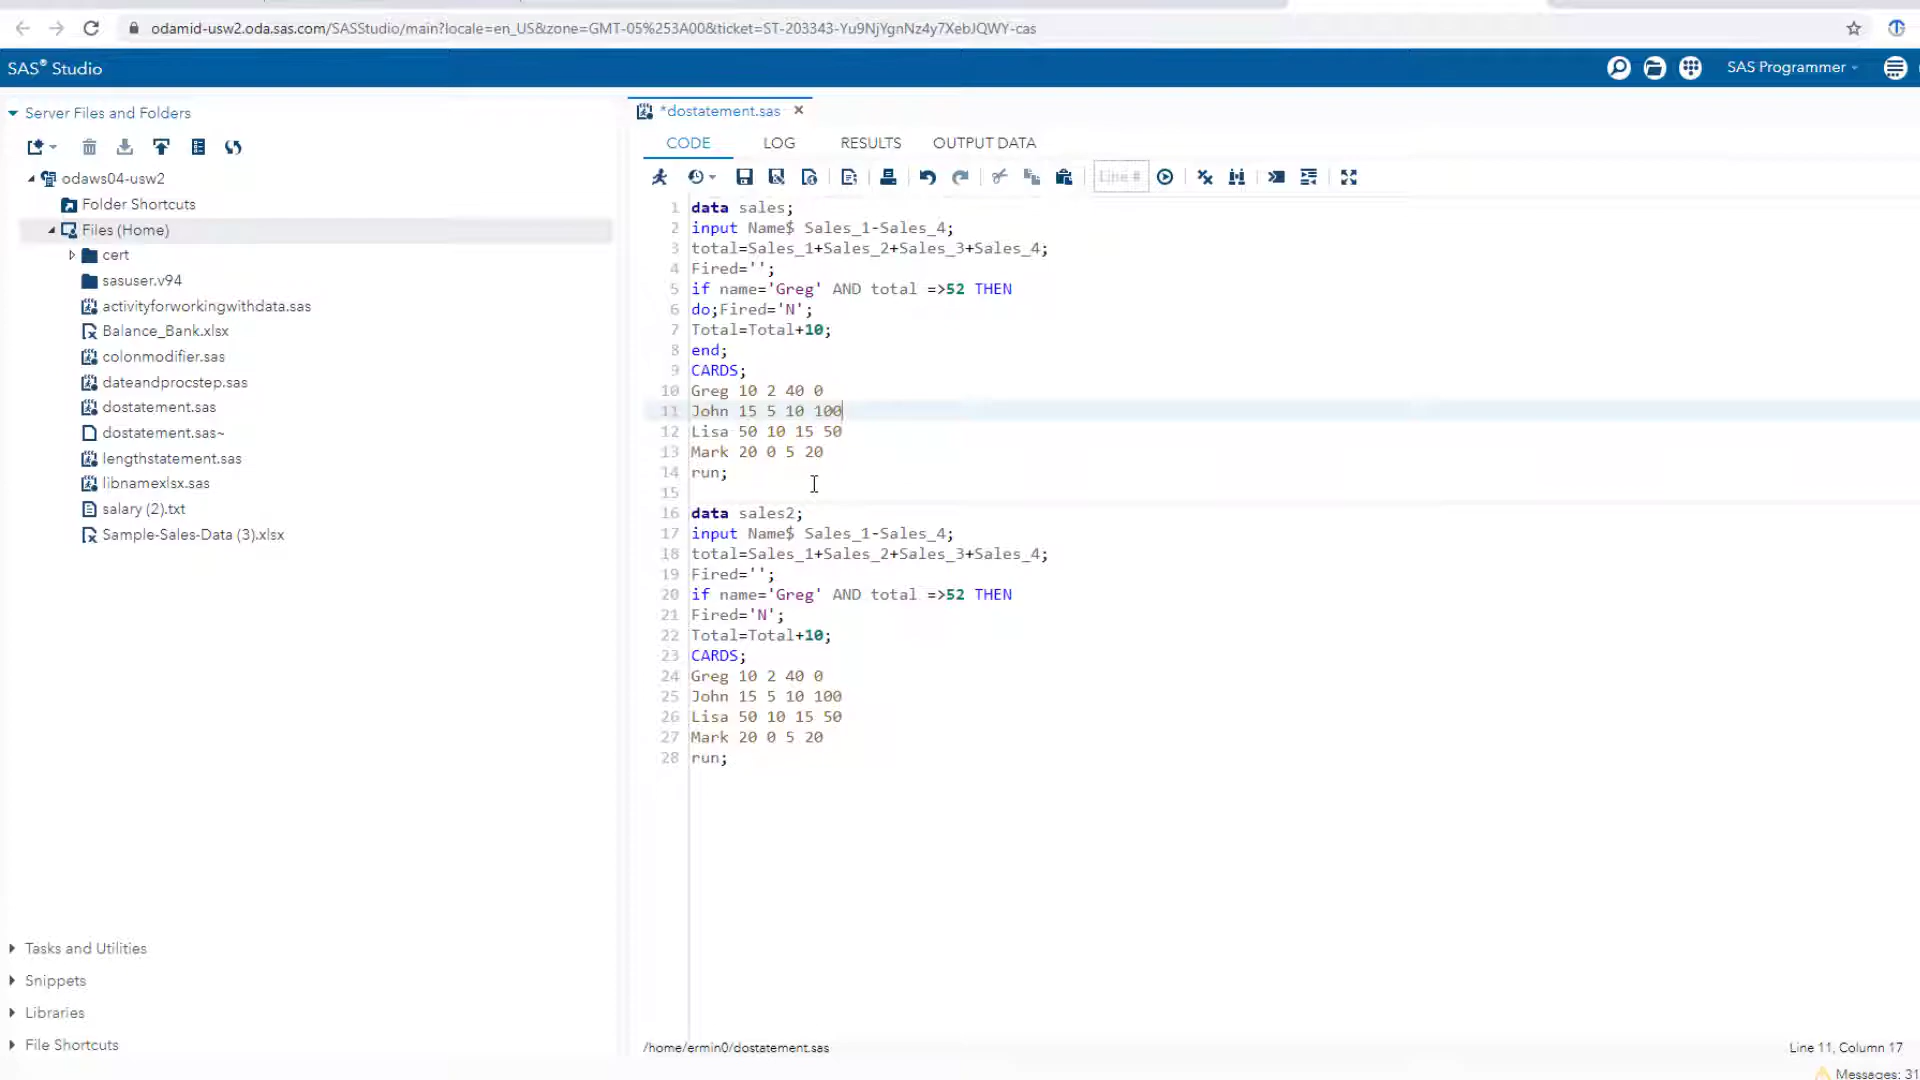 odamid-usw2.oda.sas.com/SASStudio/main?locale=en_US&zone=GMT-05%253A00&ticket=ST-203343-Yu9NjYgnNz4y7XebJQWY-cas
SAS® Studio
SAS Programmer
Server Files and Folders
odaws04-usw2
Folder Shortcuts
Files (Home)
cert
sasuser.v94
activityforworkingwithdata.sas
Balance_Bank.xlsx
colonmodifier.sas
dateandprocstep.sas
dostatement.sas
dostatement.sas~
lengthstatement.sas
libnamexlsx.sas
salary (2).txt
Sample-Sales-Data (3).xlsx
Tasks and Utilities
Snippets
Libraries
File Shortcuts
*dostatement.sas
CODE LOG RESULTS OUTPUT DATA
Line #
1 data sales;
2 input Name$ Sales_1-Sales_4;
3 total=Sales_1+Sales_2+Sales_3+Sales_4;
4 Fired='';
5 if name='Greg' AND total =>52 THEN
6 do;Fired='N';
7 Total=Total+10;
8 end;
9 CARDS;
10 Greg 10 2 40 0
11 John 15 5 10 100
12 Lisa 50 10 15 50
13 Mark 20 0 5 20
14 run;
15
16 data sales2;
17 input Name$ Sales_1-Sales_4;
18 total=Sales_1+Sales_2+Sales_3+Sales_4;
19 Fired='';
20 if name='Greg' AND total =>52 THEN
21 Fired='N';
22 Total=Total+10;
23 CARDS;
24 Greg 10 2 40 0
25 John 15 5 10 100
26 Lisa 50 10 15 50
27 Mark 20 0 5 20
28 run;
/home/ermin0/dostatement.sas
Line 11, Column 17
Messages: 31